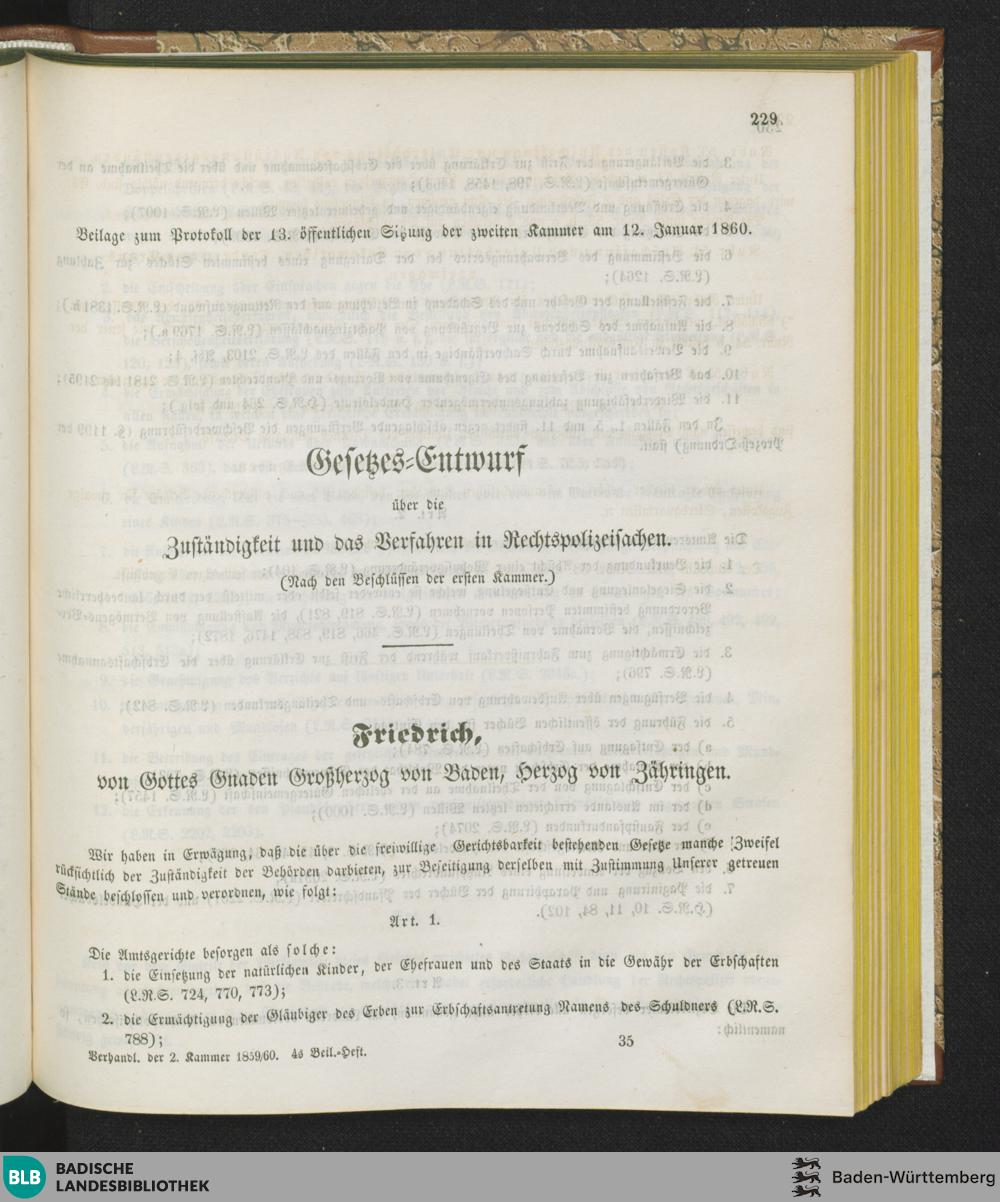 229
Beilage zum Protokoll der 13. öffentlichen Sitzung der zweiten Kammer am 12. Januar 1860.
Gesetzes-Entwurf
über die
Zuständigkeit und das Verfahren in Rechtspolizeisachen.
(Nach den Beschlüssen der ersten Kammer.)
Friedrich,
von Gottes Gnaden Großherzog von Baden, Herzog von Zähringen.
Wir haben in Erwägung, daß die über die freiwillige Gerichtsbarkeit bestehenden Gesetze manche Zweifel
rücksichtlich der Zuständigkeit der Behörden darbieten, zur Beseitigung derselben mit Zustimmung Unserer getreuen
Stände beschlossen und verordnen, wie folgt:
Art. 1.
Die Amtsgerichte besorgen als solche:
1. die Einsetzung der natürlichen Kinder, der Ehefrauen und des Staats in die Gewähr der Erbschaften
(L.R.S. 724, 770, 773);
2. die Ermächtigung der Gläubiger des Erben zur Erbschaftsantretung Namens des Schuldners (L.R.S.
788);
Verhandl. der 2. Kammer 1859/60. 4s Beil.-Heft.
35
BLB BADISCHE
LANDESBIBLIOTHEK
Baden-Württemberg